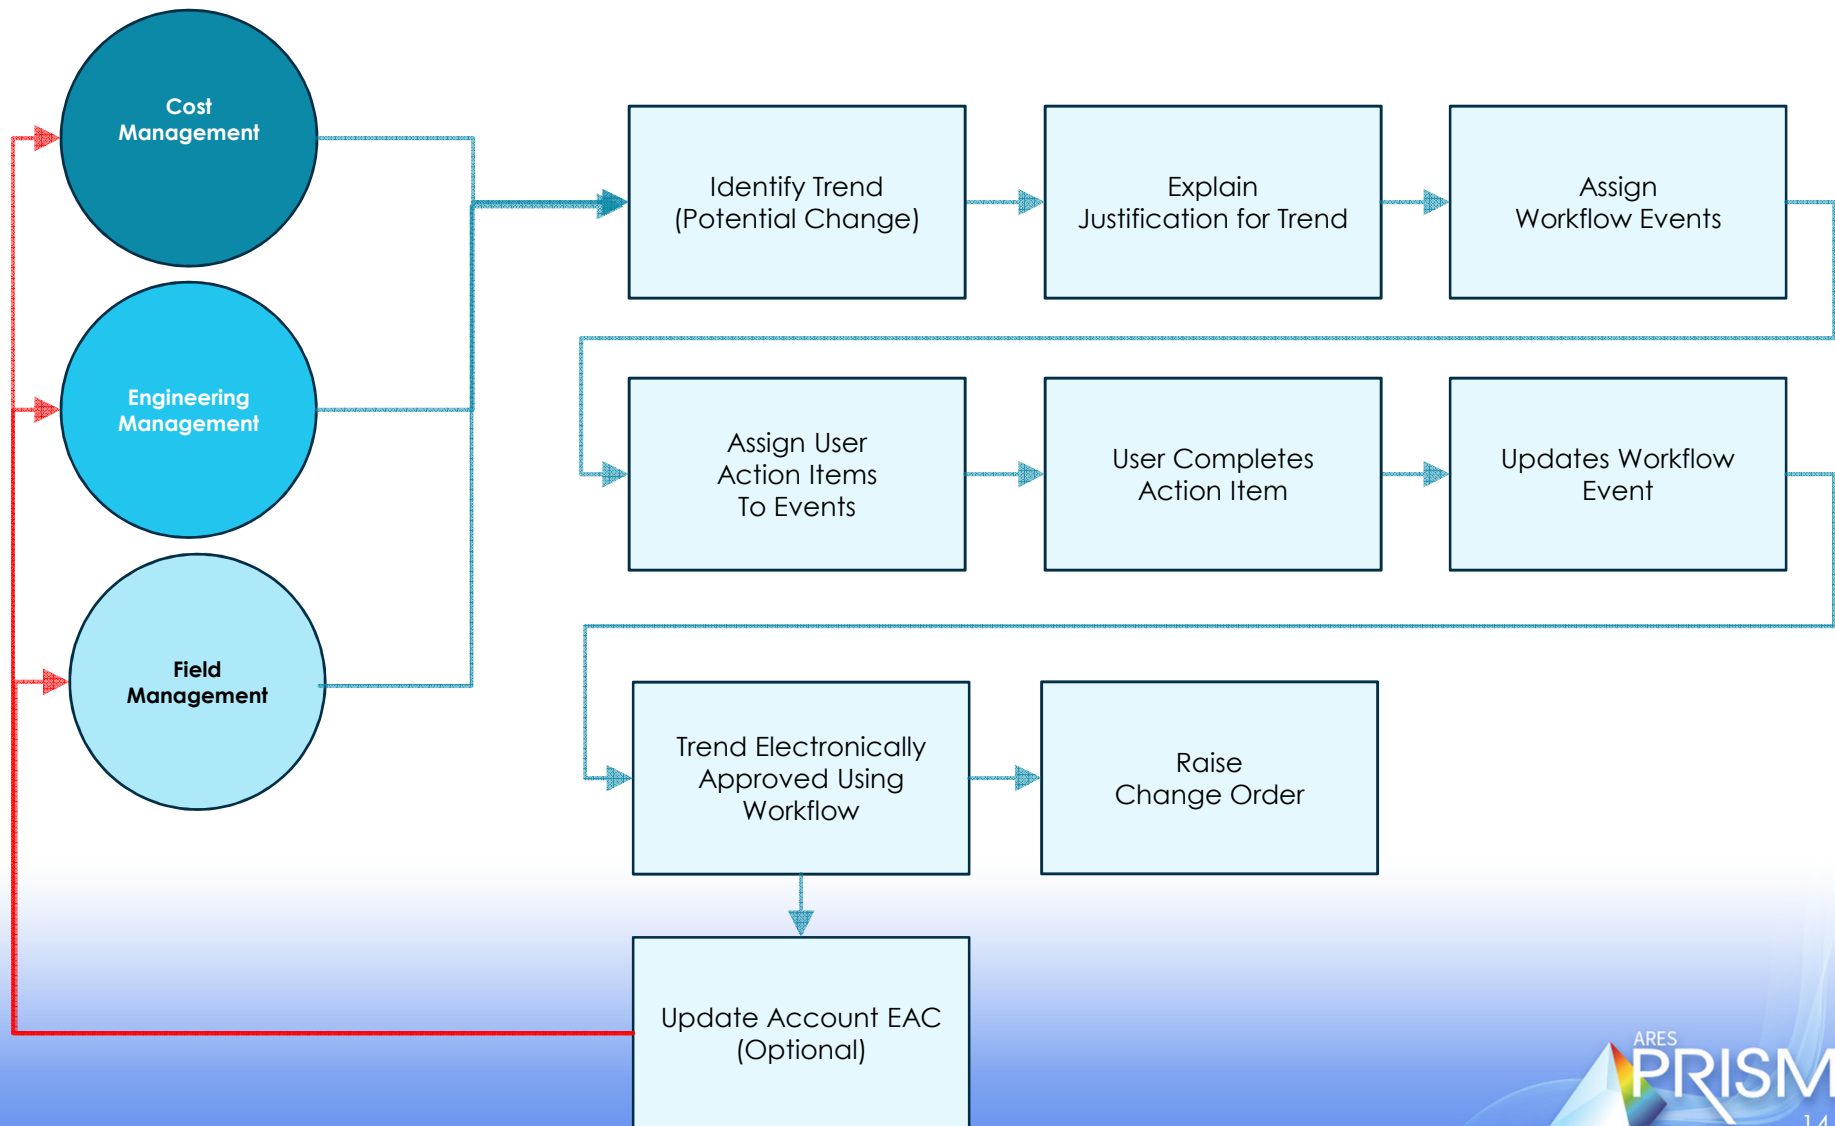 Cost
Management
Engineering
Management
Field
Management
Identify Trend
(Potential Change)
Explain
Justification for Trend
Assign
Workflow Events
Assign User
Action Items
To Events
User Completes
Action Item
Updates Workflow
Event
Trend Electronically
Approved Using
Workflow
Raise
Change Order
Update Account EAC
(Optional)
ARES
PRISM
14